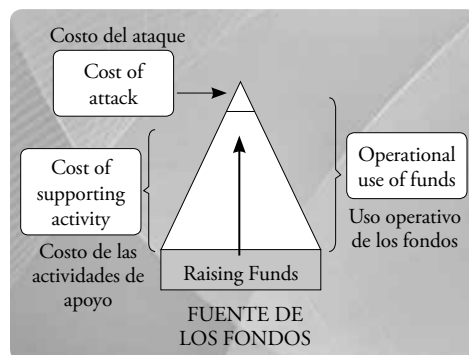 Costo del ataque
Cost of
attack
Cost of
supporting
activity
Costo de las
actividades de
apoyo
Operational
use of funds
Uso operativo
de los fondos
Raising Funds
FUENTE DE
LOS FONDOS